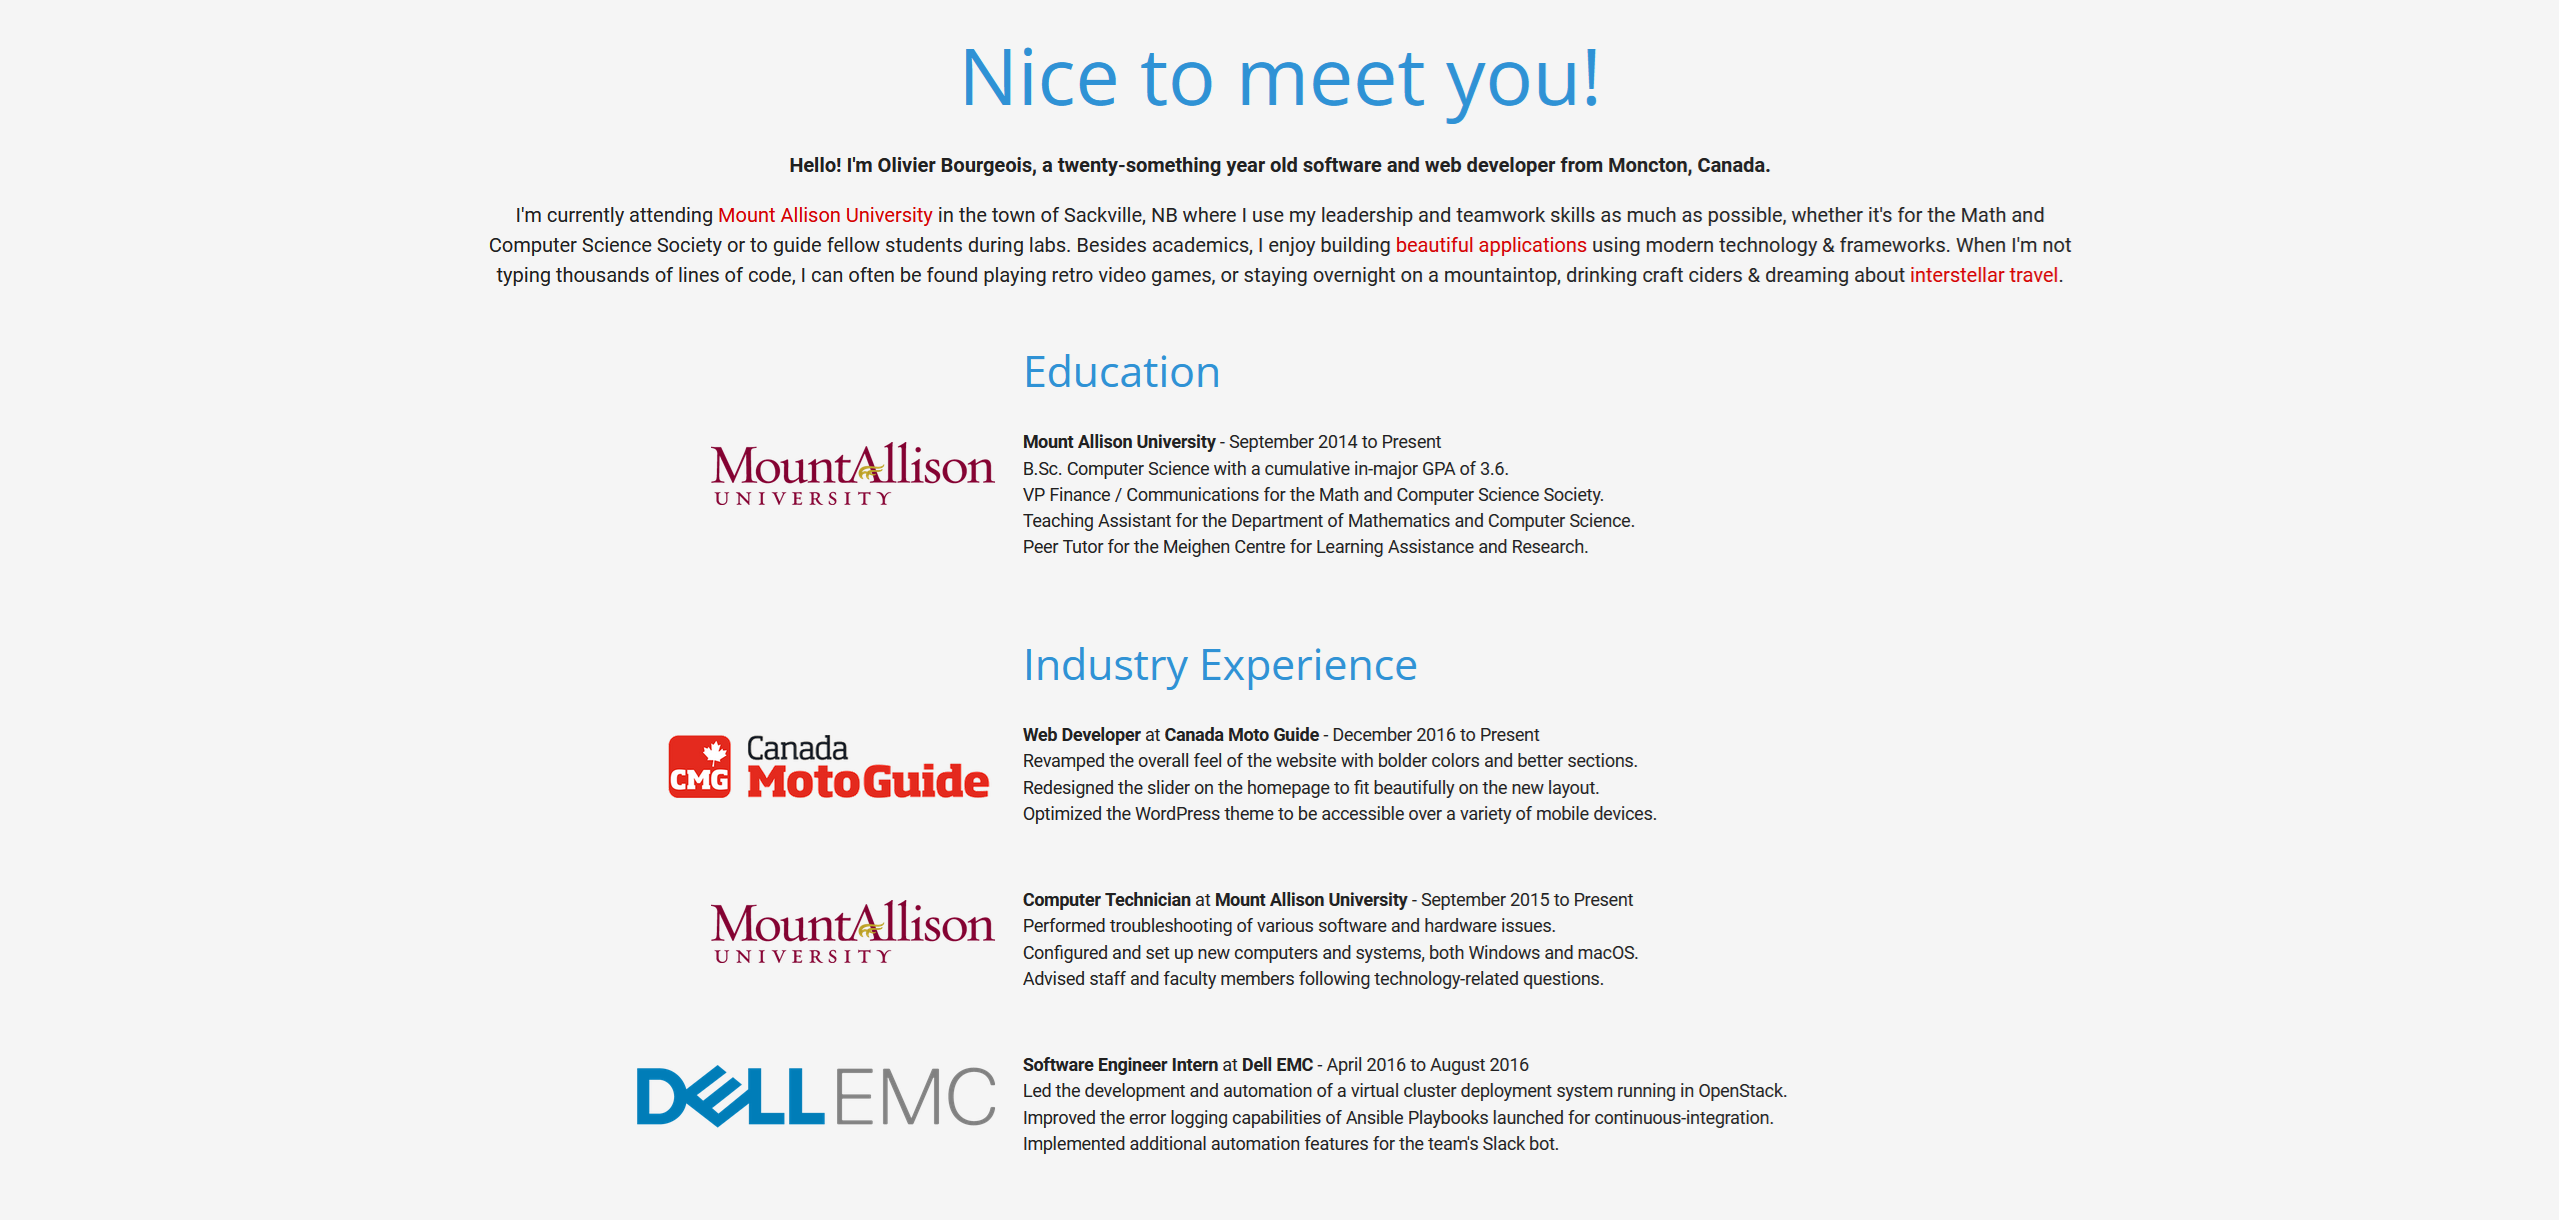 Nice to meet you!
Hello! I'm Olivier Bourgeois, a twenty-something year old software and web developer from Moncton, Canada.
I'm currently attending Mount Allison University in the town of Sackville, NB where I use my leadership and teamwork skills as much as possible, whether it's for the Math and
Computer Science Society or to guide fellow students during labs. Besides academics, I enjoy building beautiful applications using modern technology & frameworks. When I'm not
typing thousands of lines of code, I can often be found playing retro video games, or staying overnight on a mountaintop, drinking craft ciders & dreaming about interstellar travel.
Education
MountAllison
UNIVERSITY
Mount Allison University - September 2014 to Present
B.Sc. Computer Science with a cumulative in-major GPA of 3.6.
VP Finance / Communications for the Math and Computer Science Society.
Teaching Assistant for the Department of Mathematics and Computer Science.
Peer Tutor for the Meighen Centre for Learning Assistance and Research.
Industry Experience
CMG
Canada
MotoGuide
Web Developer at Canada Moto Guide - December 2016 to Present
Revamped the overall feel of the website with bolder colors and better sections.
Redesigned the slider on the homepage to fit beautifully on the new layout.
Optimized the WordPress theme to be accessible over a variety of mobile devices.
MountAllison
UNIVERSITY
Computer Technician at Mount Allison University - September 2015 to Present
Performed troubleshooting of various software and hardware issues.
Configured and set up new computers and systems, both Windows and macOS.
Advised staff and faculty members following technology-related questions.
DELL EMC
Software Engineer Intern at Dell EMC - April 2016 to August 2016
Led the development and automation of a virtual cluster deployment system running in OpenStack.
Improved the error logging capabilities of Ansible Playbooks launched for continuous-integration.
Implemented additional automation features for the team's Slack bot.